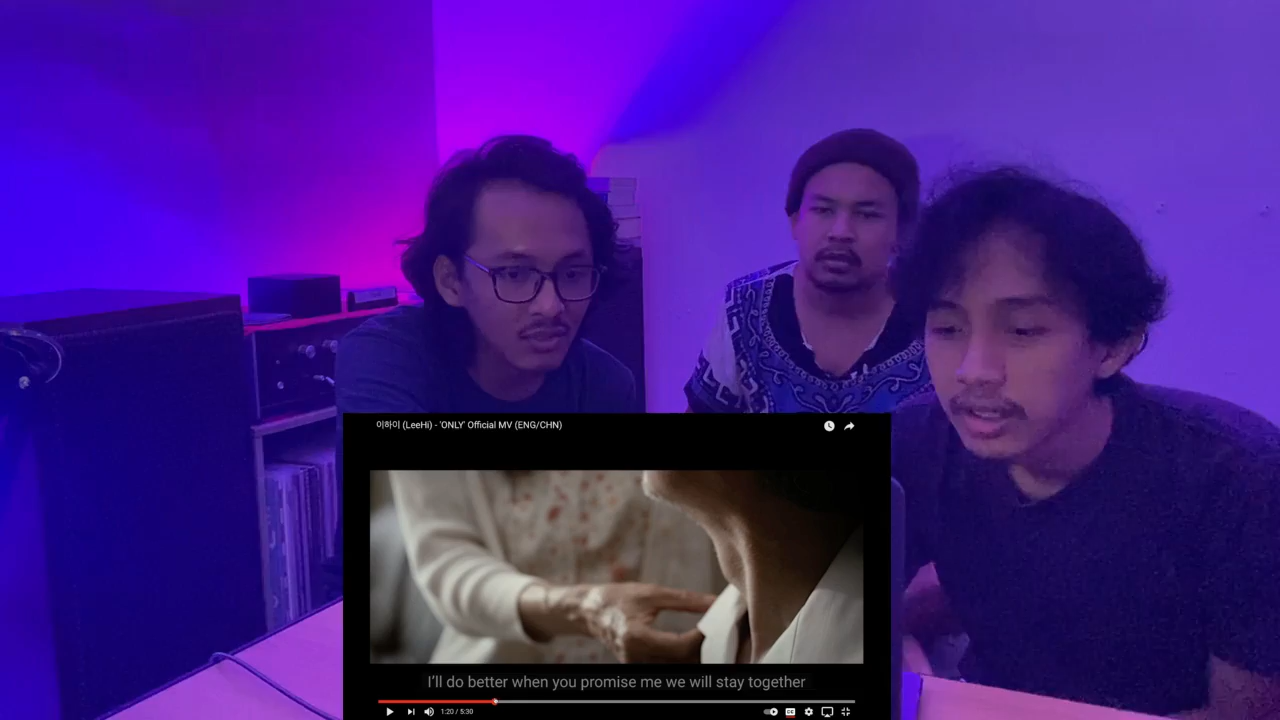 이하이 (LeeHi) - 'ONLY' Official MV (ENG/CHN)
I'll do better when you promise me we will stay together
1:20 / 5:30